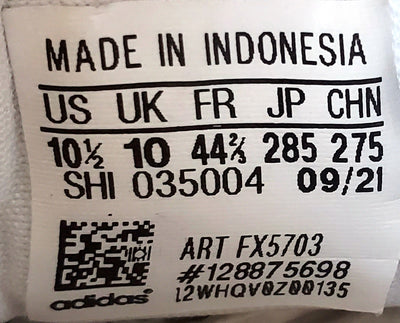 MADE IN INDONESIA
US UK FR JP CHN
10½ 10 44⅔ 285 275
SHI 035004 09/21
ART FX5703
#128875698
adidas® 12WHQV0Z00135